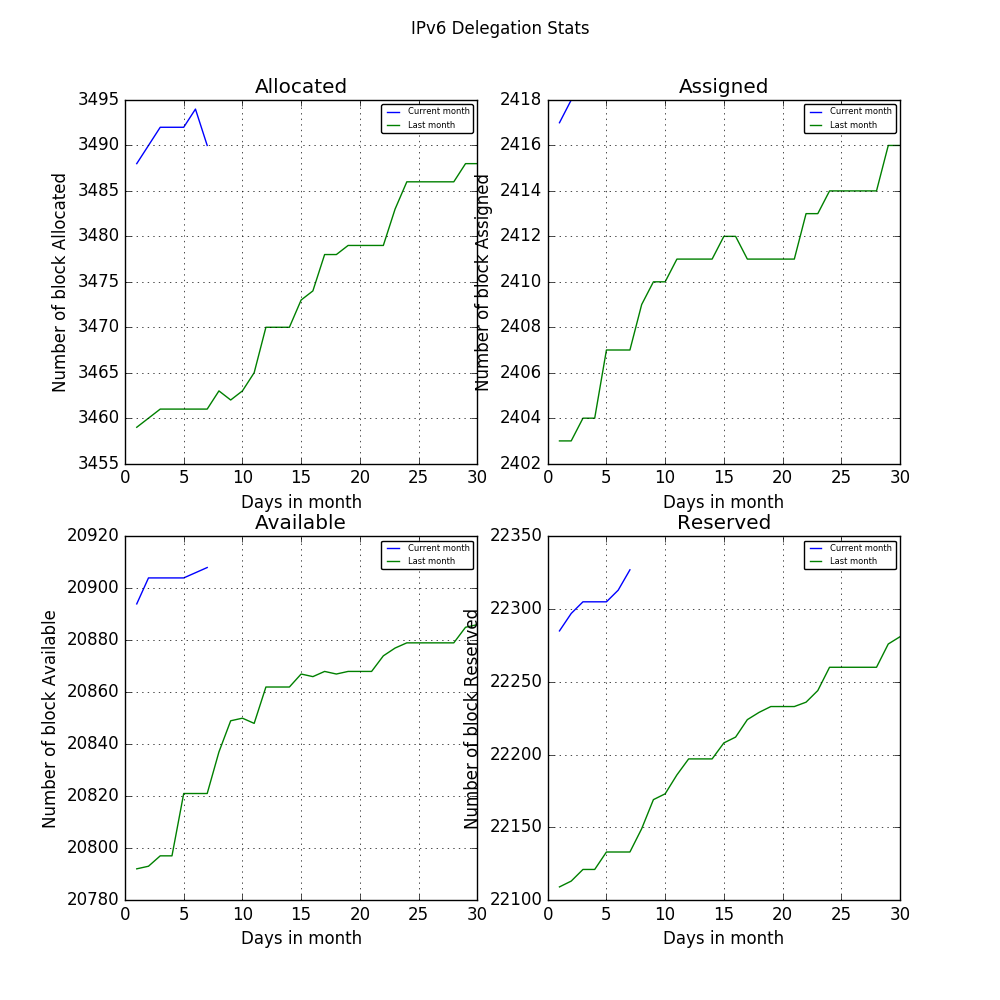 IPv6 Delegation Stats
Allocated
Number of block Allocated
3495
3490
3485
3480
3475
3470
3465
3460
3455
0 5 10 15 20 25 30
Days in month
Current month
Last month
Assigned
Number of block Assigned
2418
2416
2414
2412
2410
2408
2406
2404
2402
0 5 10 15 20 25 30
Days in month
Current month
Last month
Available
Number of block Available
20920
20900
20880
20860
20840
20820
20800
20780
0 5 10 15 20 25 30
Days in month
Current month
Last month
Reserved
Number of block Reserved
22350
22300
22250
22200
22150
22100
0 5 10 15 20 25 30
Days in month
Current month
Last month